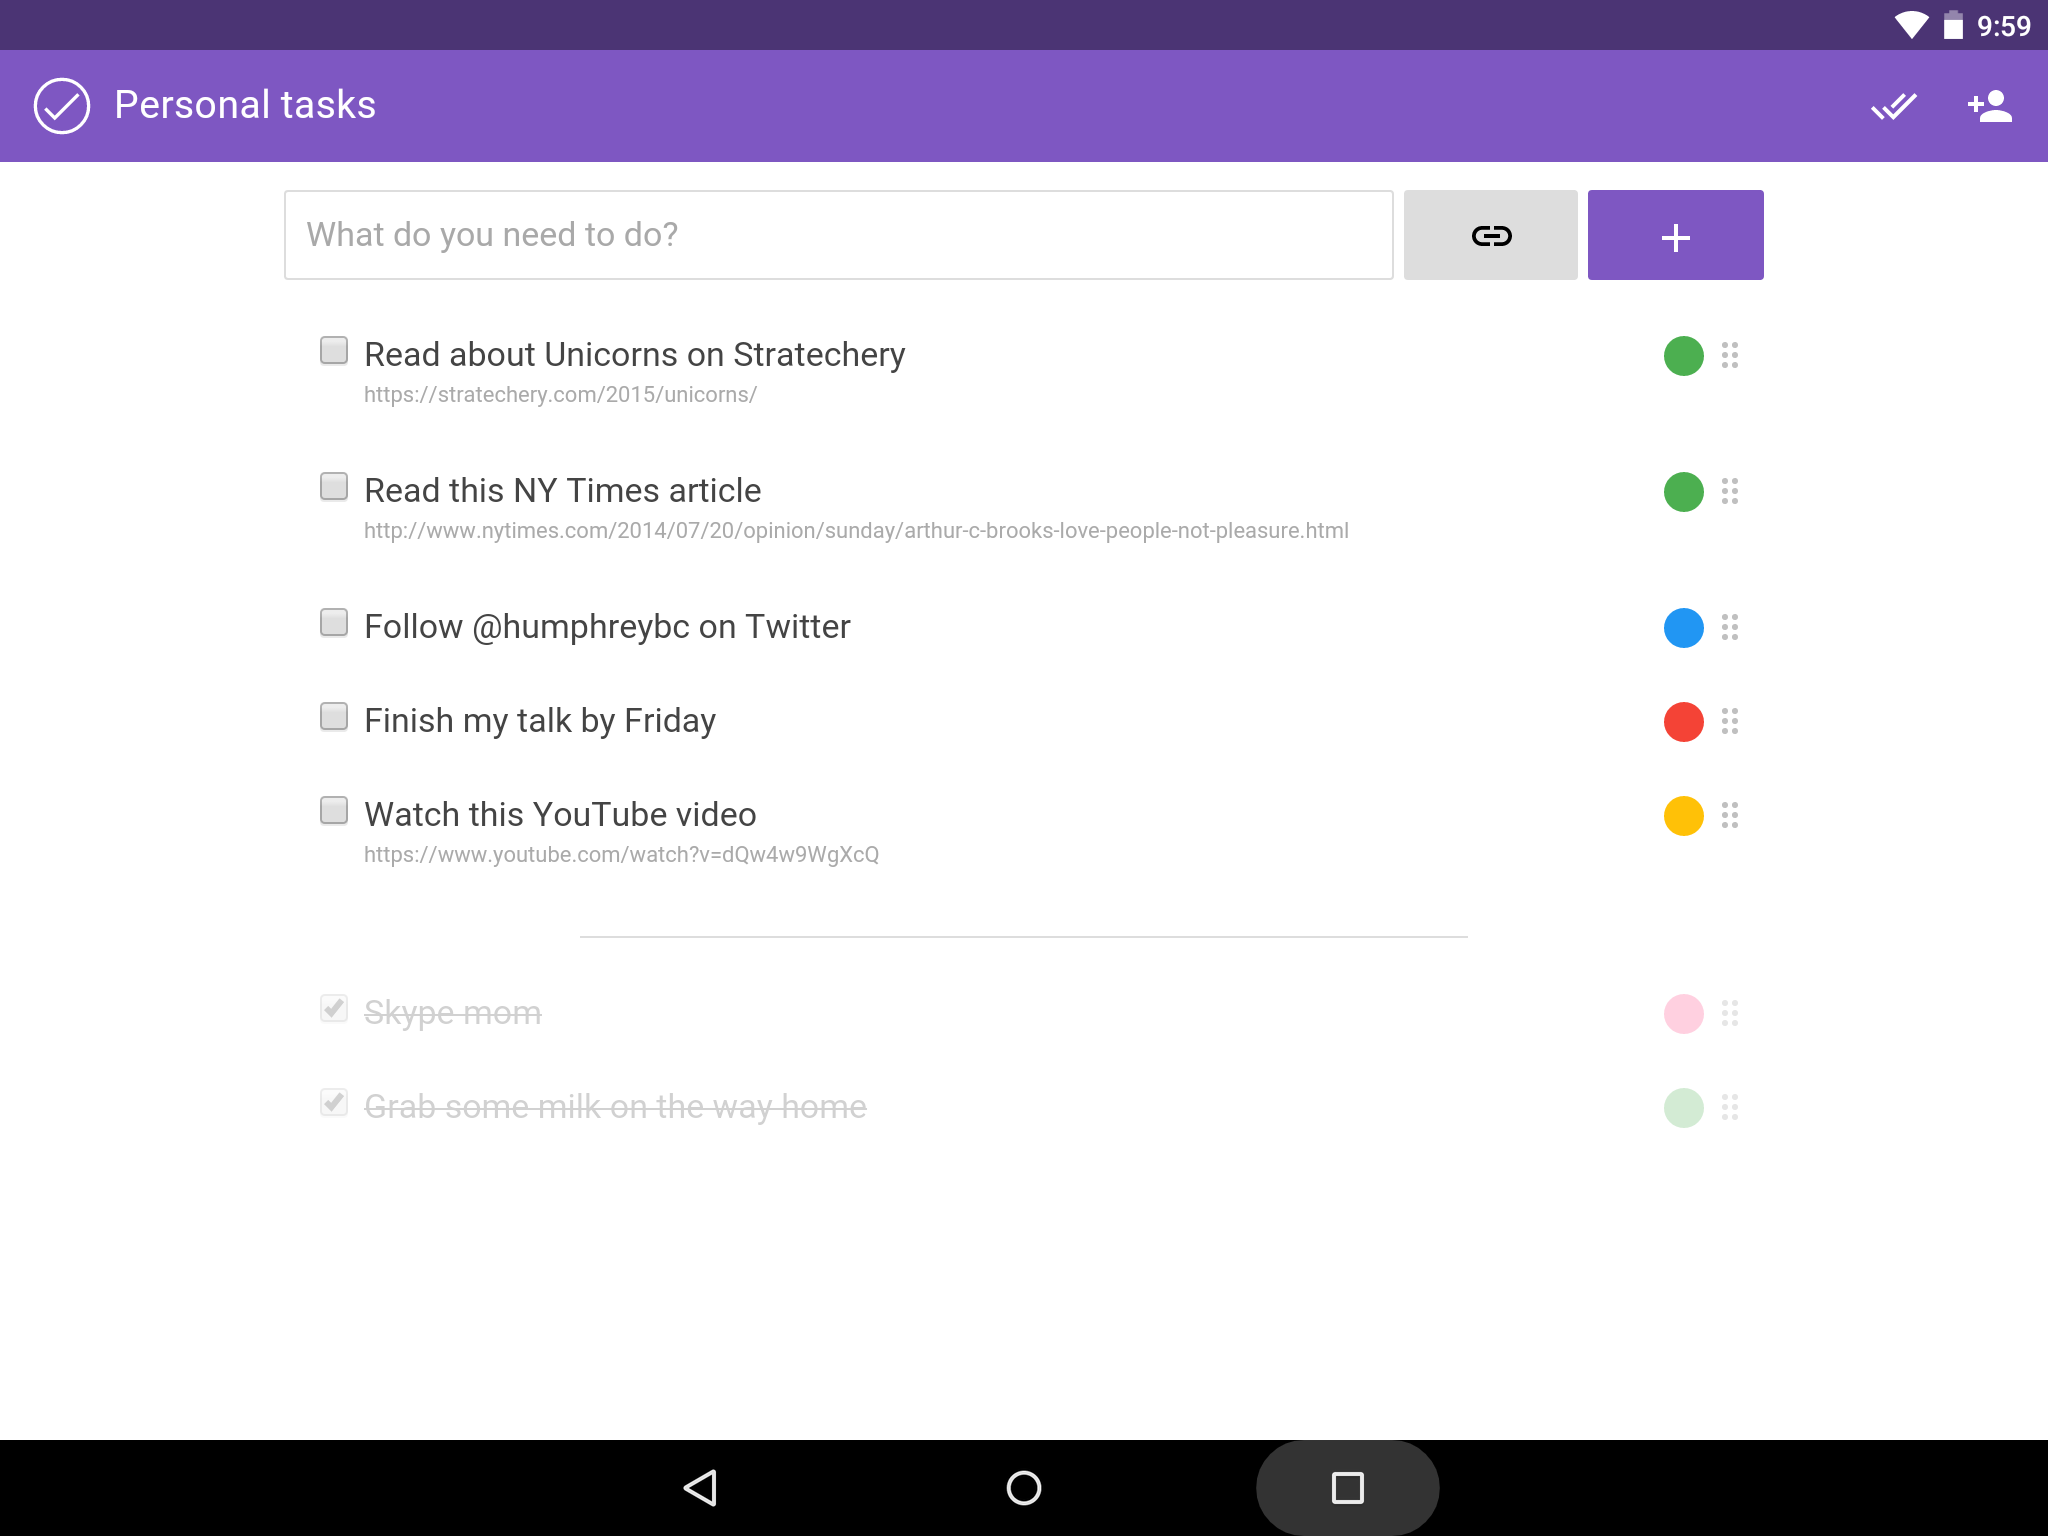 9:59
Personal tasks
What do you need to do?
Read about Unicorns on Stratechery
https://stratechery.com/2015/unicorns/
Read this NY Times article
http://www.nytimes.com/2014/07/20/opinion/sunday/arthur-c-brooks-love-people-not-pleasure.html
Follow @humphreybc on Twitter
Finish my talk by Friday
Watch this YouTube video
https://www.youtube.com/watch?v=dQw4w9WgXcQ
Skype mom
Grab some milk on the way home